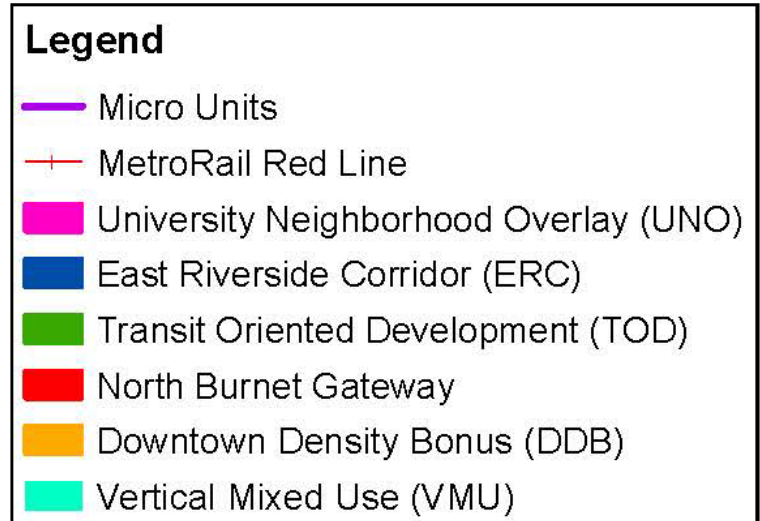 Legend
Micro Units
MetroRail Red Line
University Neighborhood Overlay (UNO)
East Riverside Corridor (ERC)
Transit Oriented Development (TOD)
North Burnet Gateway
Downtown Density Bonus (DDB)
Vertical Mixed Use (VMU)